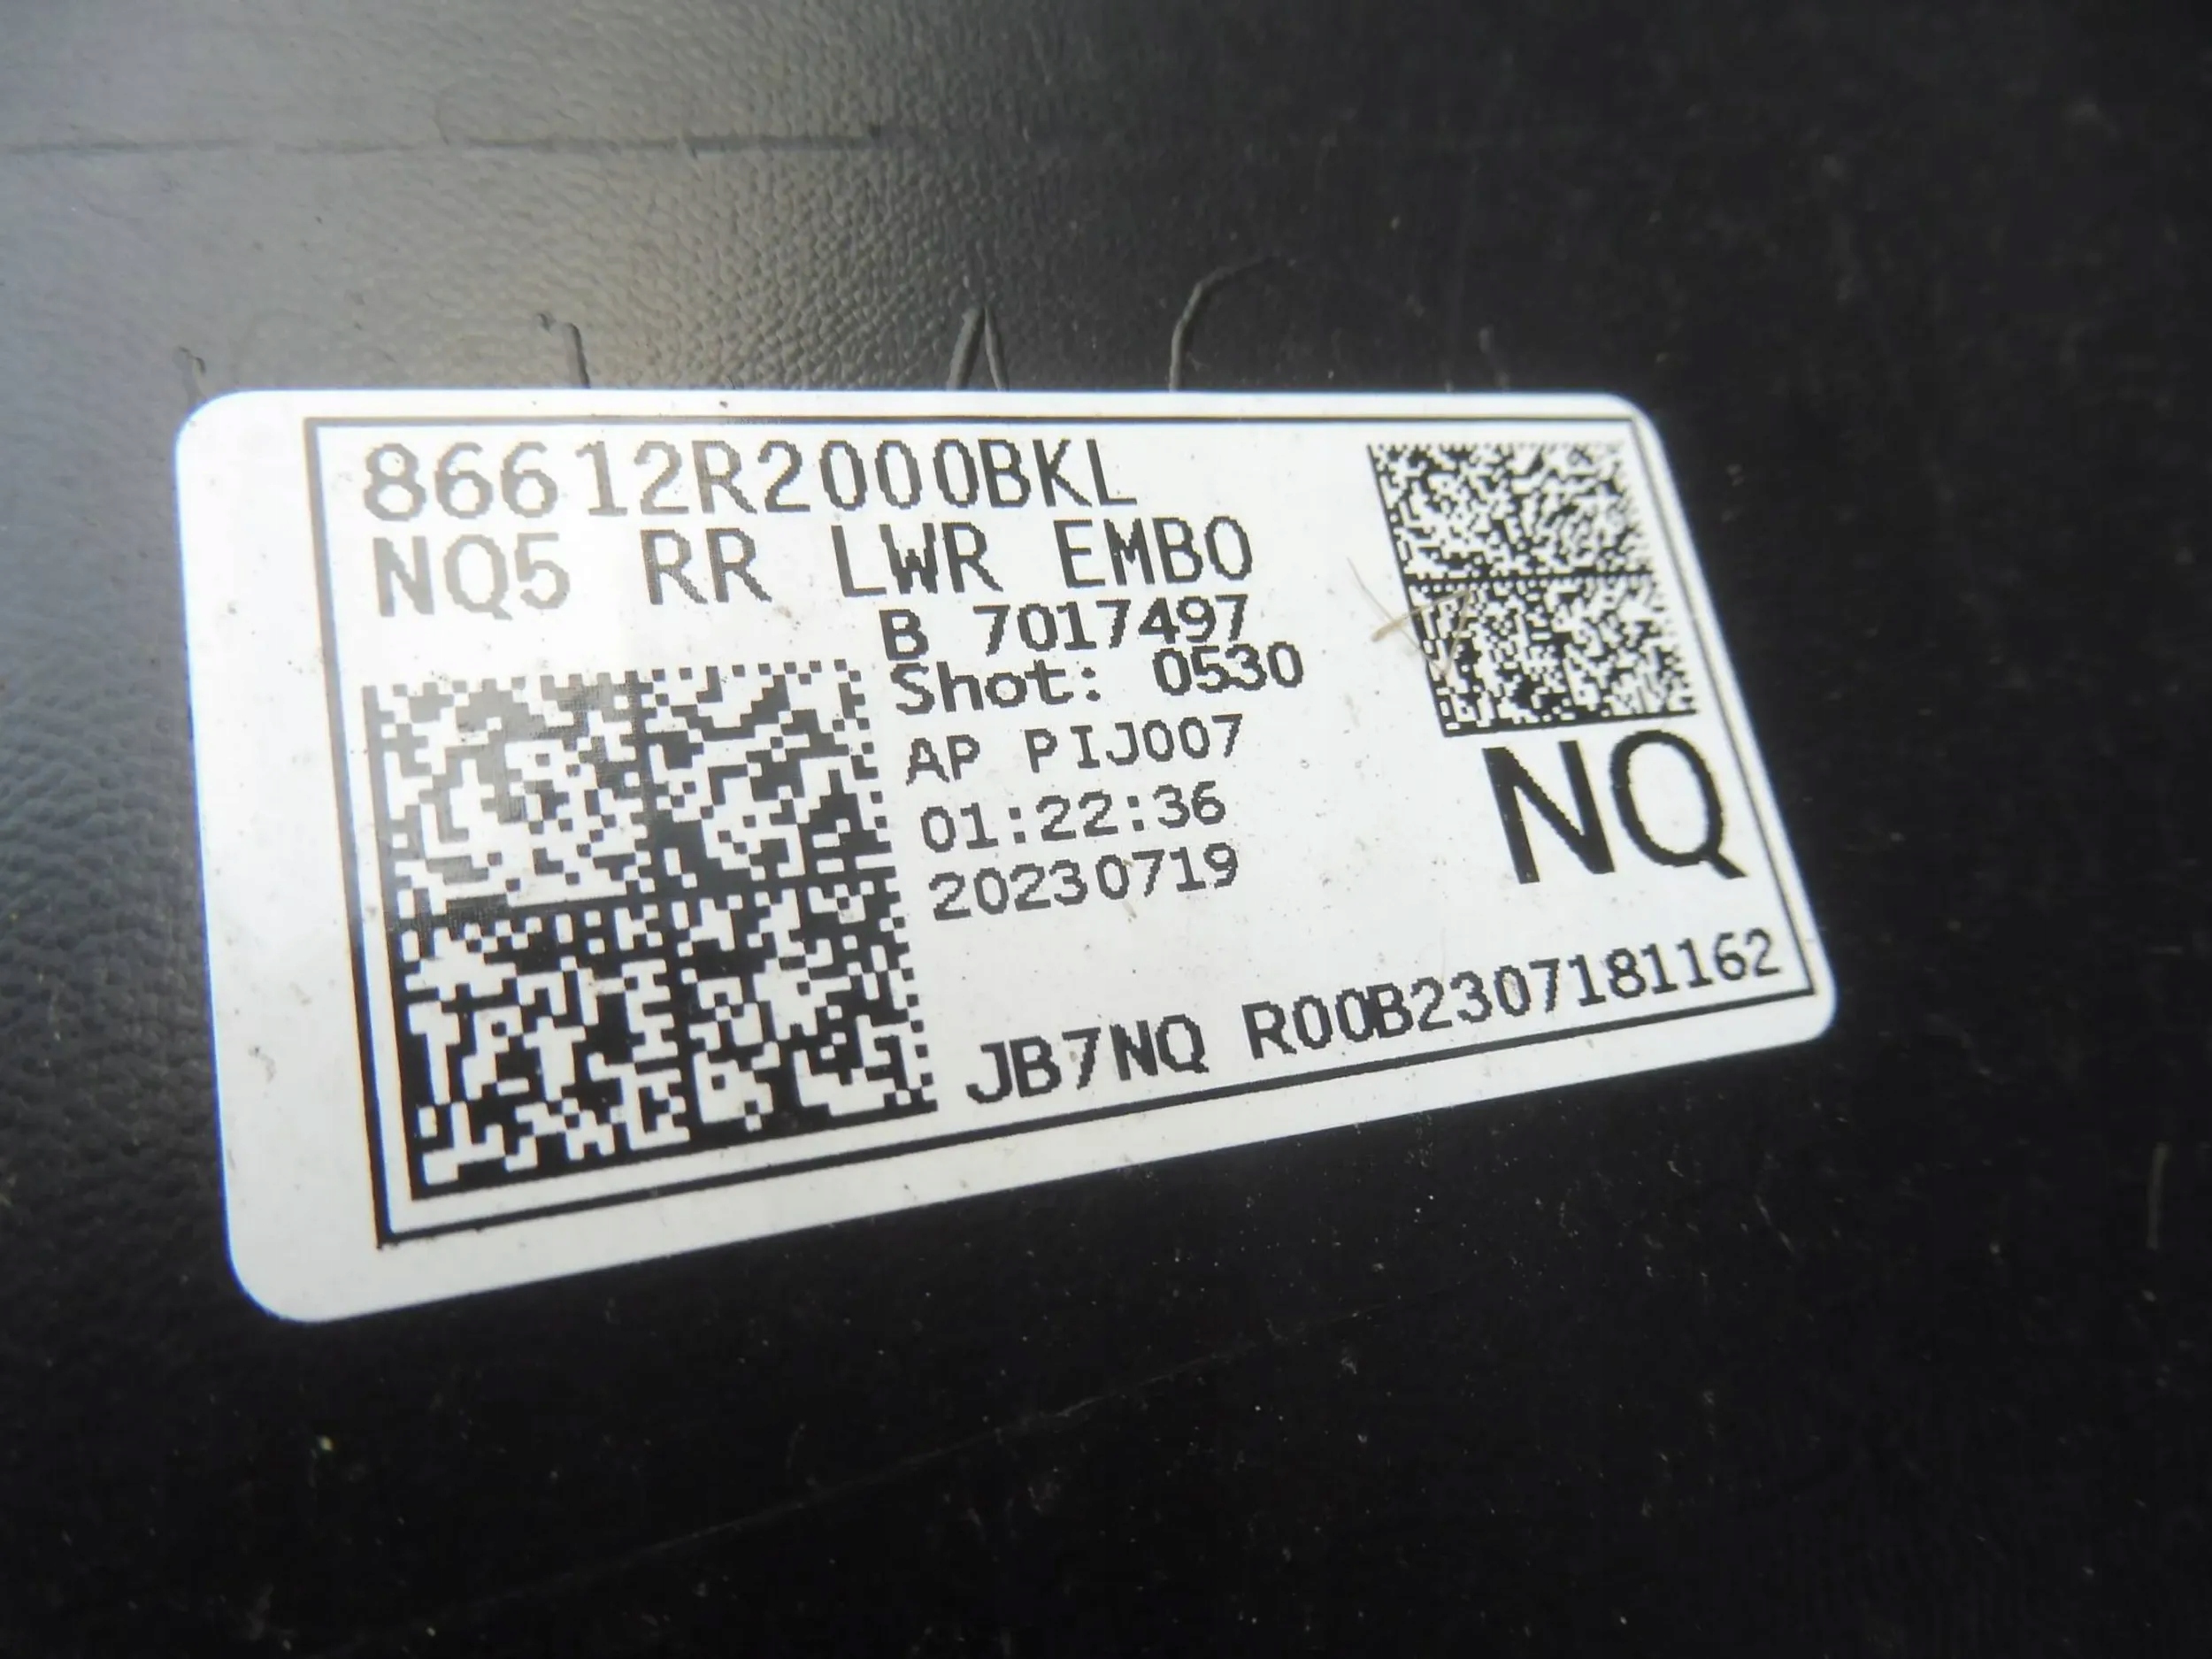 86612R2000BKL
NQ5 RR LWR EMBO
B 7017497
Shot: 0530
AP PIJ007
01:22:36
20230719
NQ
JB7NQ R00B2307181162